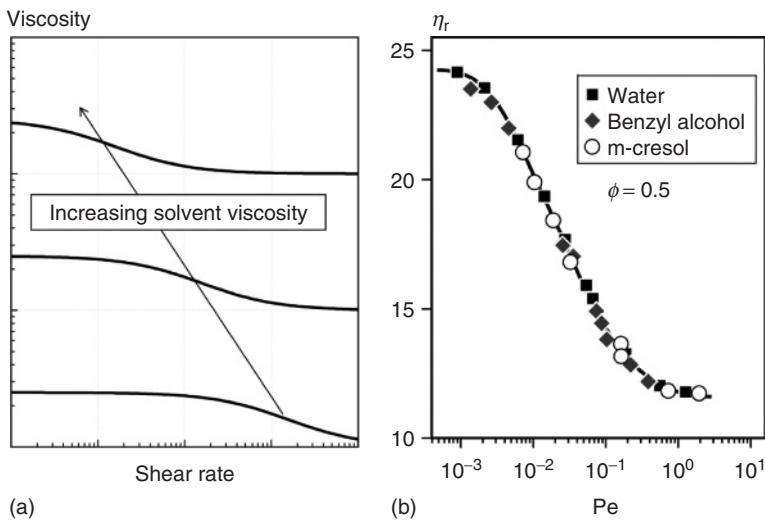 Viscosity
Increasing solvent viscosity
Shear rate
(a)
η_r
25
20
15
10
Water
Benzyl alcohol
m-cresol
ϕ = 0.5
10⁻³ 10⁻² 10⁻¹ 10⁰ 10¹
Pe
(b)